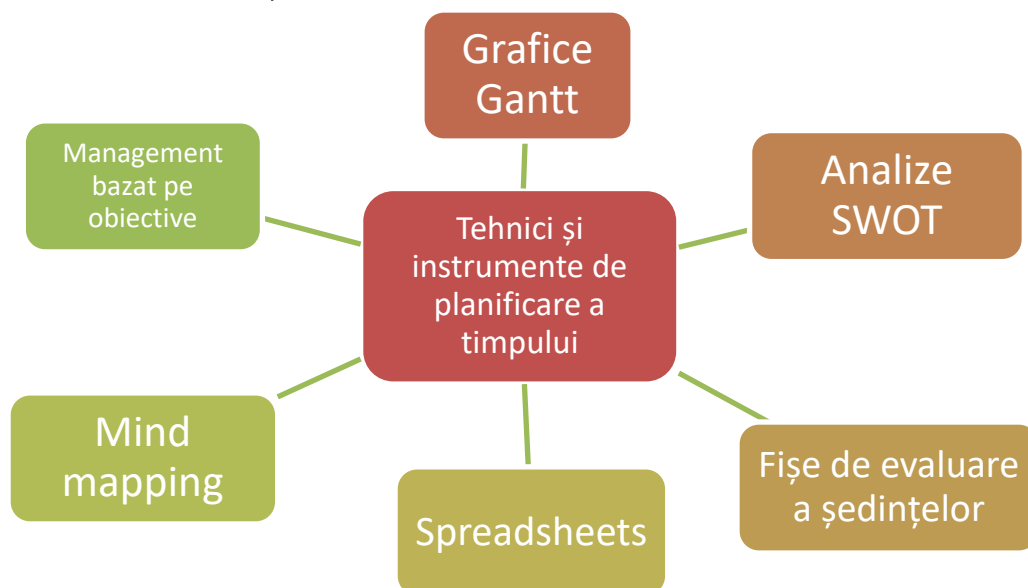 Grafice
Gantt
Management
bazat pe
obiective
Analize
SWOT
Tehnici și
instrumente de
planificare a
timpului
Mind
mapping
Spreadsheets
Fișe de evaluare
a ședințelor